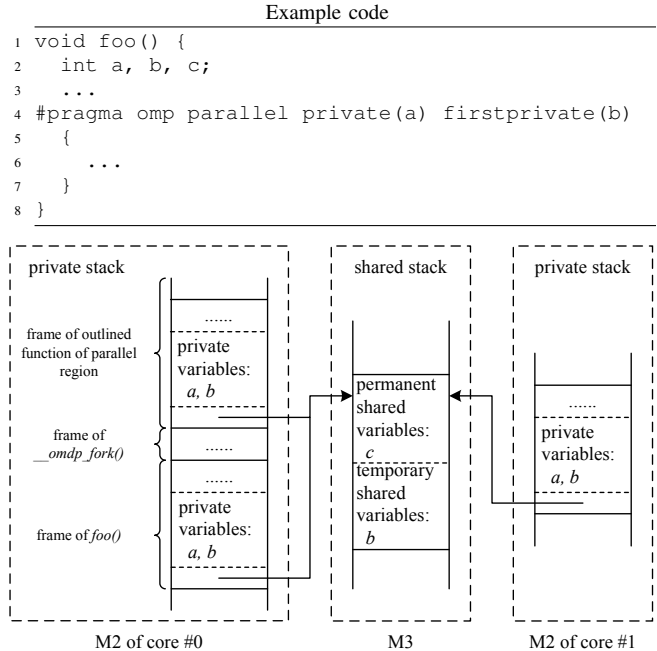 Example code
1 void foo() {
2 int a, b, c;
3 ...
4 #pragma omp parallel private(a) firstprivate(b)
5 {
6 ...
7 }
8 }
private stack
frame of outlined
function of parallel
region
......
private
variables:
a, b
frame of
__omdp_fork()
......
......
frame of foo()
private
variables:
a, b
M2 of core #0
shared stack
permanent
shared
variables:
c
temporary
shared
variables:
b
M3
private stack
......
private
variables:
a, b
M2 of core #1